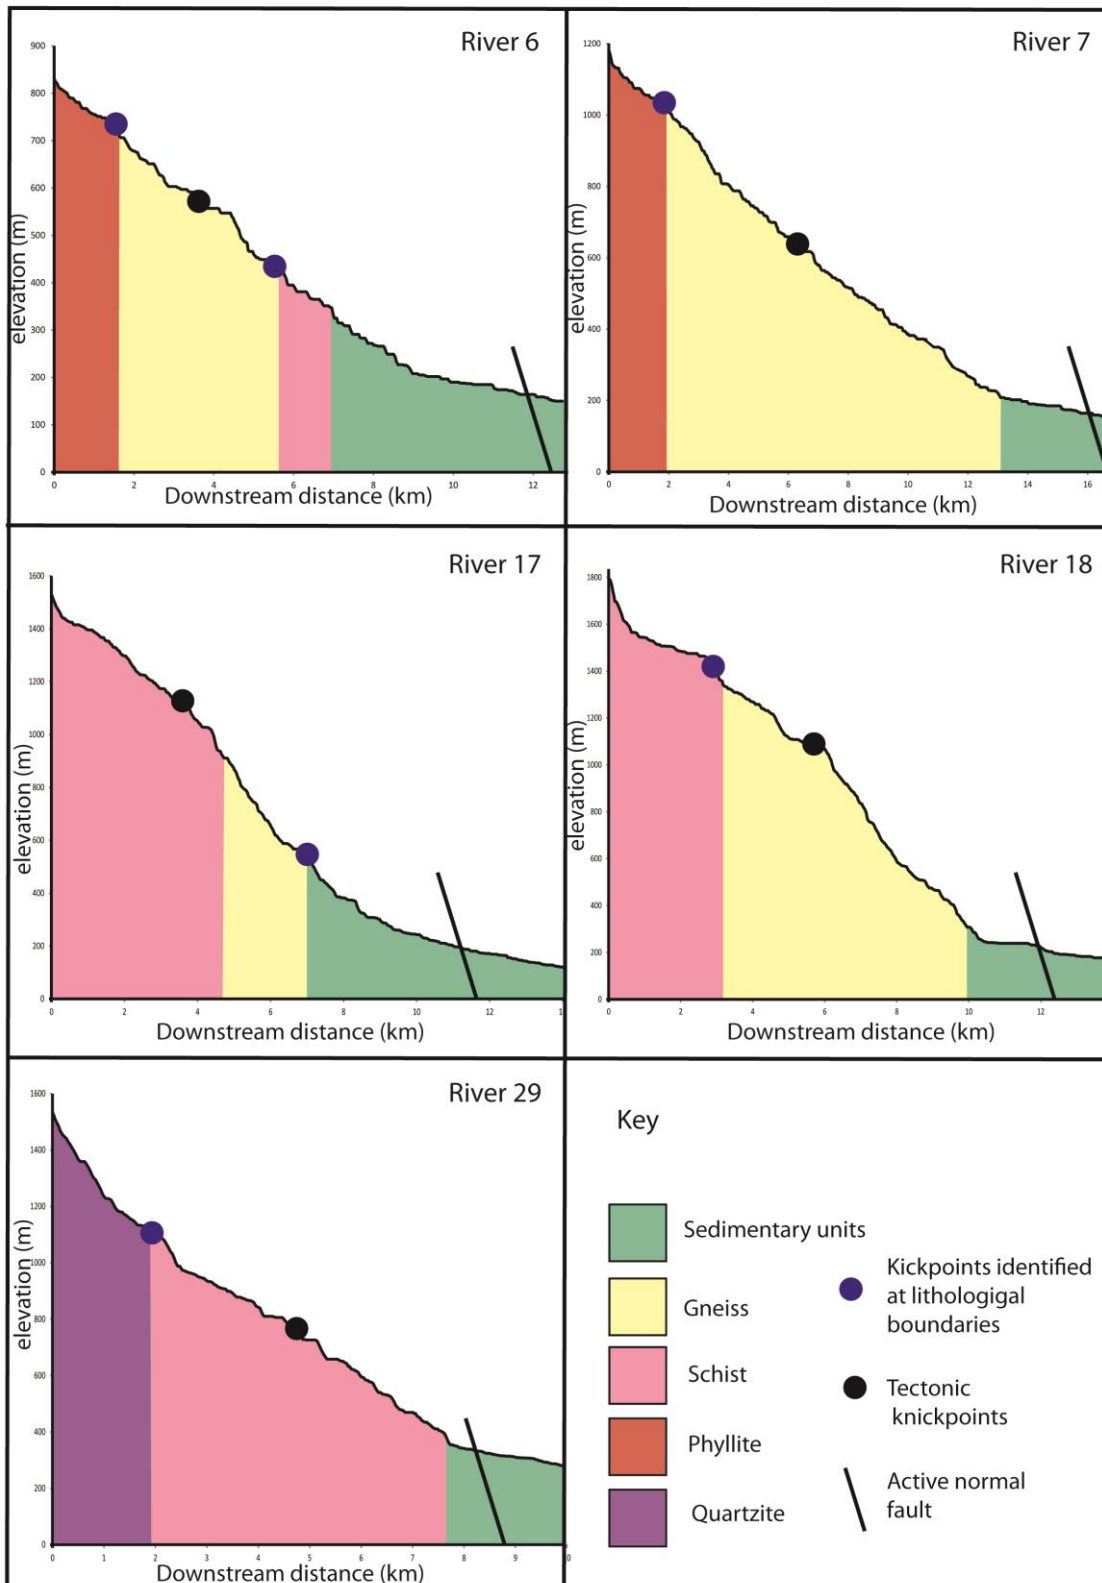 River 6
900
800
700
600
500
400
300
200
100
0
elevation (m)
0 2 4 6 8 10 12
Downstream distance (km)
River 7
1200
1000
800
600
400
200
0
elevation (m)
0 2 4 6 8 10 12 14 16
Downstream distance (km)
River 17
1600
1400
1200
1000
800
600
400
200
0
elevation (m)
0 2 4 6 8 10 12 14
Downstream distance (km)
River 18
1800
1600
1400
1200
1000
800
600
400
200
0
elevation (m)
0 2 4 6 8 10 12
Downstream distance (km)
River 29
1600
1400
1200
1000
800
600
400
200
0
elevation (m)
0 1 2 3 4 5 6 7 8 9 0
Downstream distance (km)
Key
Sedimentary units
Gneiss
Schist
Phyllite
Quartzite
Kickpoints identified
at lithologigal
boundaries
Tectonic
knickpoints
Active normal
fault